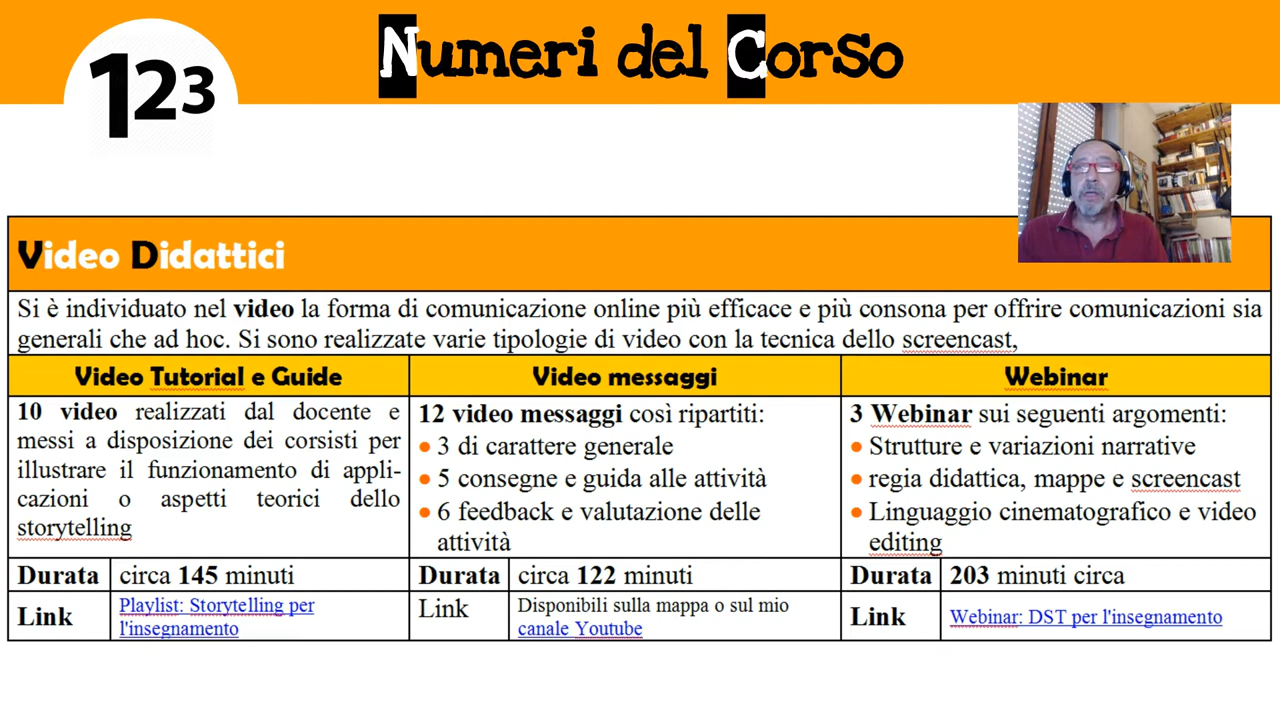 123
Numeri del Corso
Video Didattici
Si è individuato nel video la forma di comunicazione online più efficace e più consona per offrire comunicazioni sia
generali che ad hoc. Si sono realizzate varie tipologie di video con la tecnica dello screencast,
Video Tutorial e Guide
10 video realizzati dal docente e
messi a disposizione dei corsisti per
illustrare il funzionamento di appli-
cazioni o aspetti teorici dello
storytelling
Durata circa 145 minuti
Link Playlist: Storytelling per
l'insegnamento
Video messaggi
12 video messaggi così ripartiti:
• 3 di carattere generale
• 5 consegne e guida alle attività
• 6 feedback e valutazione delle
attività
Durata circa 122 minuti
Link Disponibili sulla mappa o sul mio
canale Youtube
Webinar
3 Webinar sui seguenti argomenti:
• Strutture e variazioni narrative
• regia didattica, mappe e screencast
• Linguaggio cinematografico e video
editing
Durata 203 minuti circa
Link Webinar: DST per l'insegnamento